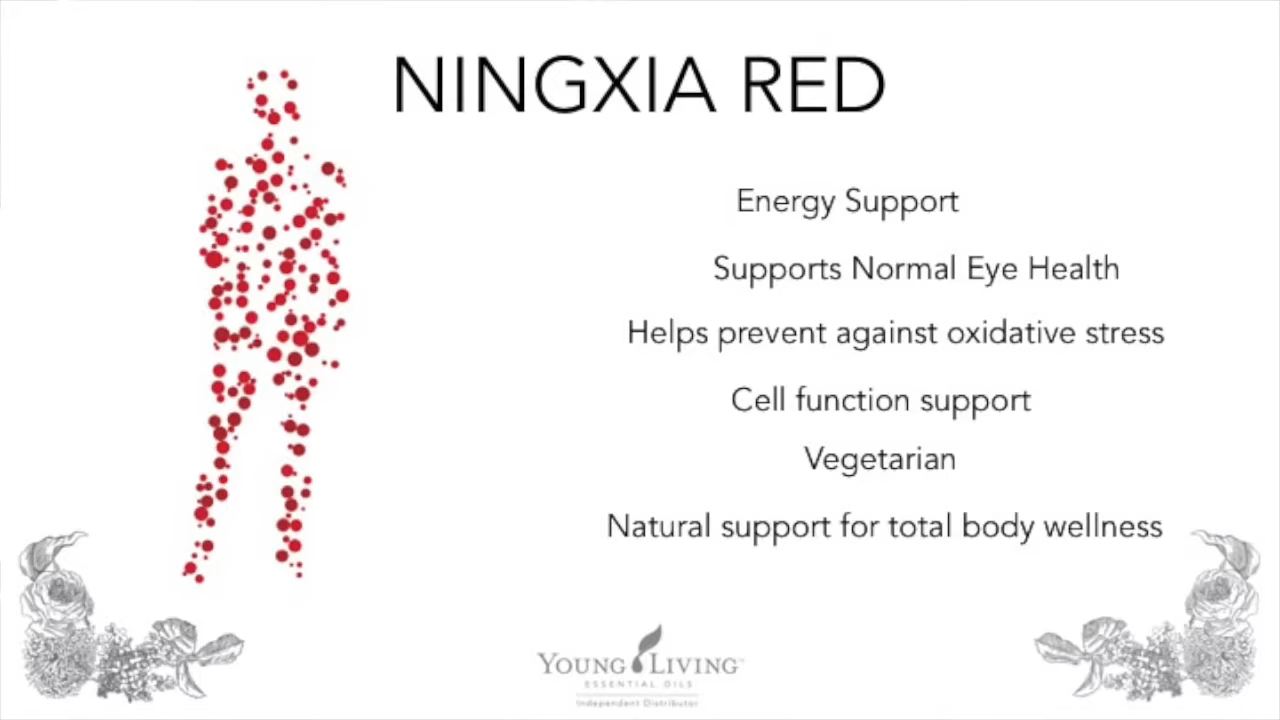 NINGXIA RED
Energy Support
Supports Normal Eye Health
Helps prevent against oxidative stress
Cell function support
Vegetarian
Natural support for total body wellness
YOUNG LIVING™
ESSENTIAL OILS
Independent Distributor